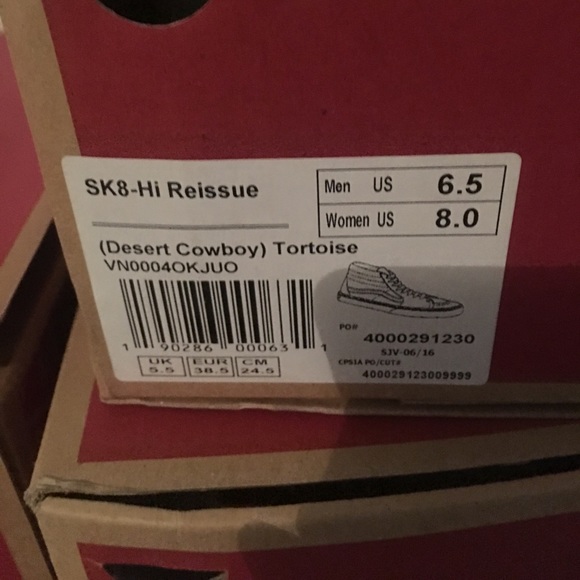 SK8-Hi Reissue
Men US 6.5
Women US 8.0
(Desert Cowboy) Tortoise
VN0004OKJUO
1 90286 00063 1
PO#
4000291230
SJV-06/16
CPSIA PO/CUT#
400029123009999
UK EUR CM
5.5 38.5 24.5